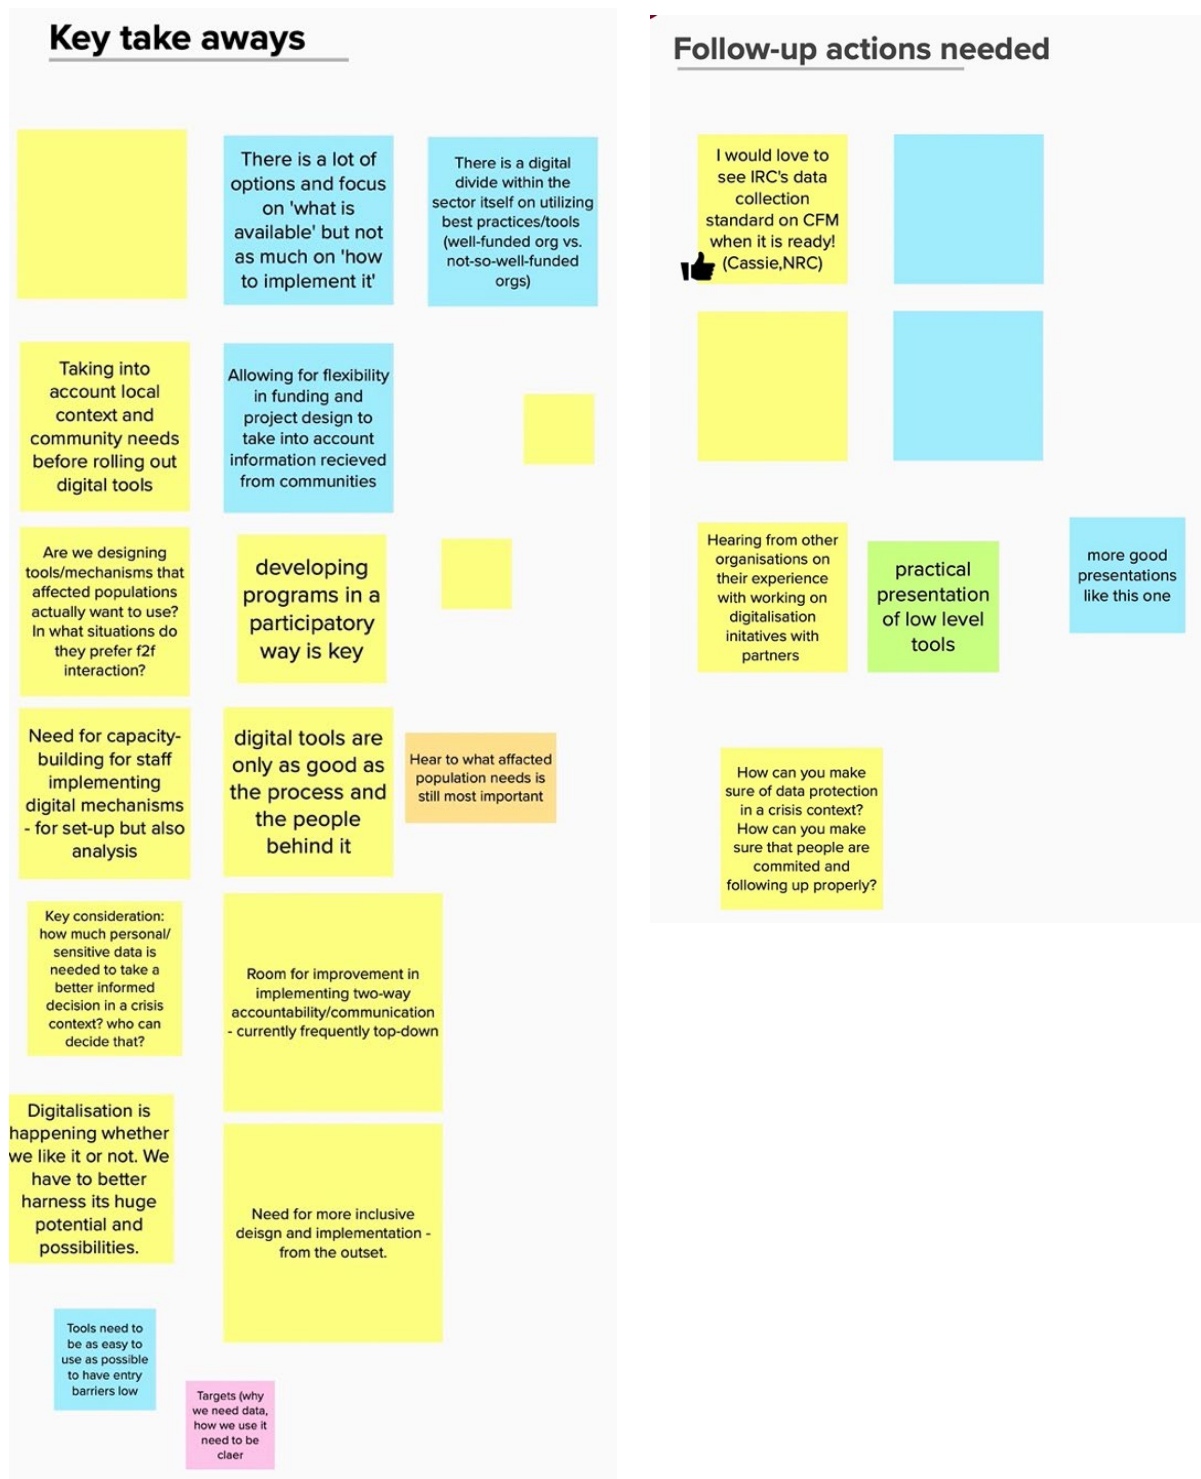 Key take aways
There is a lot of
options and focus
on 'what is
available' but not
as much on 'how
to implement it'
There is a digital
divide within the
sector itself on utilizing
best practices/tools
(well-funded org vs.
not-so-well-funded
orgs)
Taking into
account local
context and
community needs
before rolling out
digital tools
Allowing for flexibility
in funding and
project design to
take into account
information recieved
from communities
Are we designing
tools/mechanisms that
affected populations
actually want to use?
In what situations do
they prefer f2f
interaction?
developing
programs in a
participatory
way is key
Need for capacity-
building for staff
implementing
digital mechanisms
- for set-up but also
analysis
digital tools are
only as good as
the process and
the people
behind it
Hear to what affacted
population needs is
still most important
Key consideration:
how much personal/
sensitive data is
needed to take a
better informed
decision in a crisis
context? who can
decide that?
Room for improvement in
implementing two-way
accountability/communication
- currently frequently top-down
Digitalisation is
happening whether
we like it or not. We
have to better
harness its huge
potential and
possibilities.
Need for more inclusive
deisgn and implementation -
from the outset.
Tools need to
be as easy to
use as possible
to have entry
barriers low
Targets (why
we need data,
how we use it
need to be
claer
Follow-up actions needed
I would love to
see IRC's data
collection
standard on CFM
when it is ready!
(Cassie,NRC)
Hearing from other
organisations on
their experience
with working on
digitalisation
initatives with
partners
practical
presentation
of low level
tools
more good
presentations
like this one
How can you make
sure of data protection
in a crisis context?
How can you make
sure that people are
commited and
following up properly?